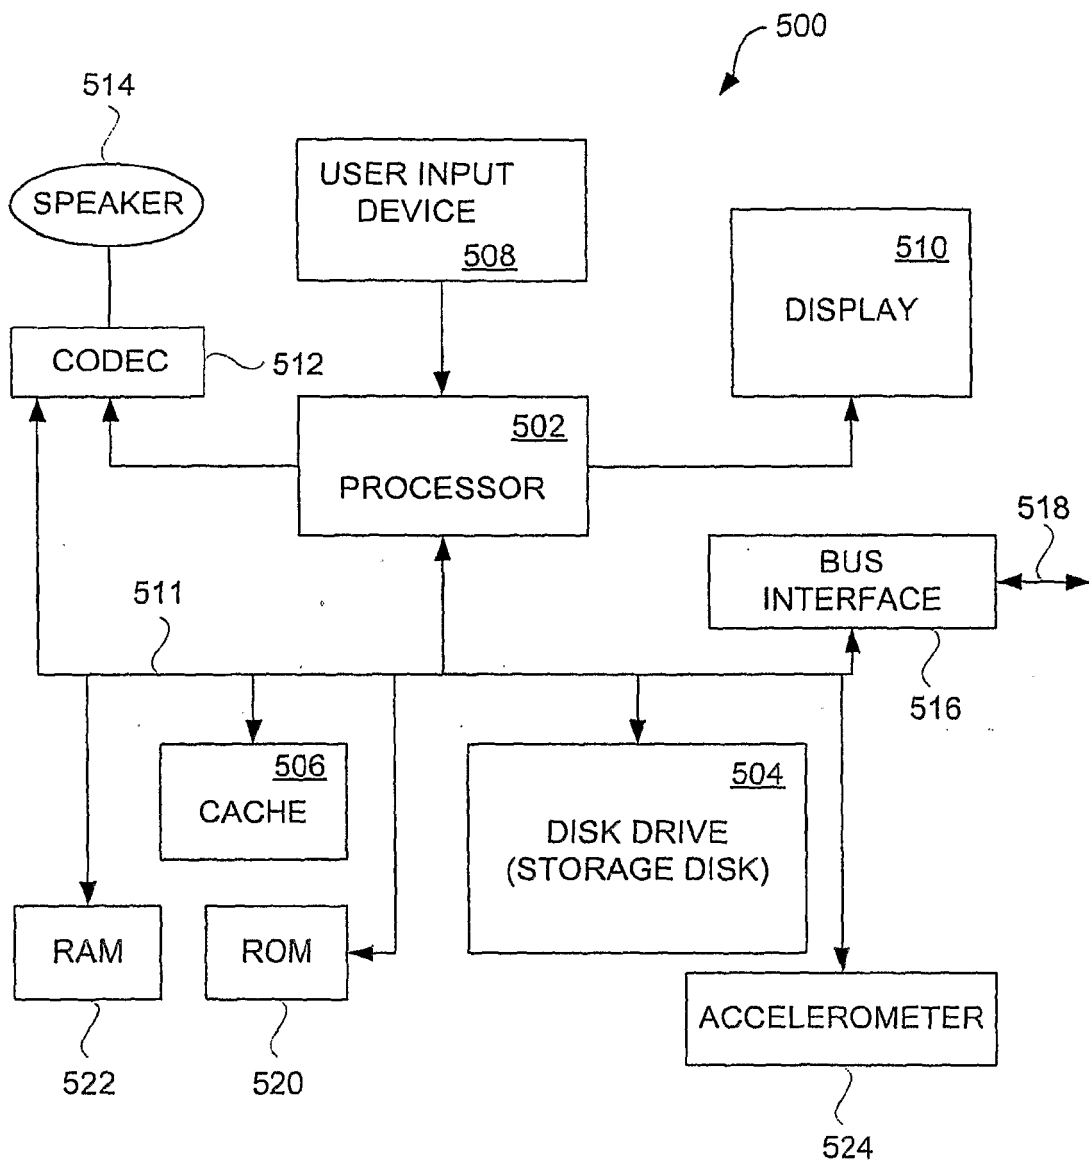 500
514
SPEAKER
USER INPUT
DEVICE
508
510
DISPLAY
CODEC
512
502
PROCESSOR
518
BUS
INTERFACE
511
516
506
CACHE
504
DISK DRIVE
(STORAGE DISK)
RAM
ROM
ACCELEROMETER
522
520
524